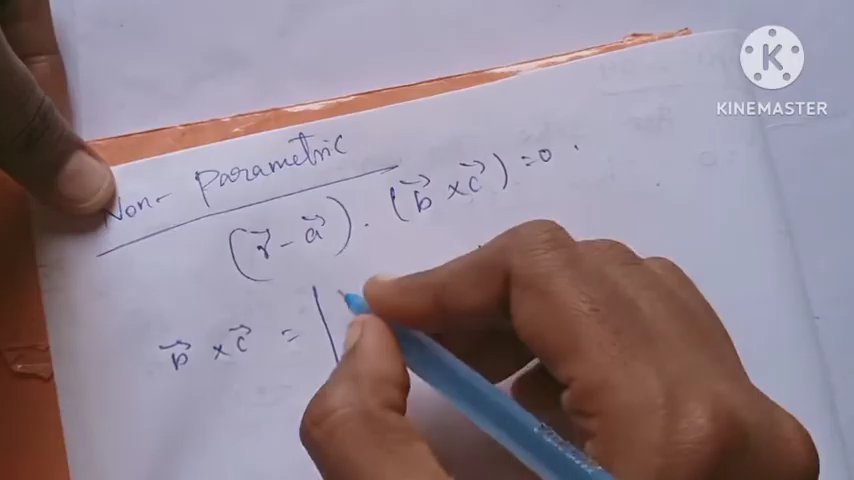 Non-Parametric
(r⃗ - a⃗) . (b⃗ × c⃗) = 0 .
b⃗ × c⃗ = |
K
KINEMASTER